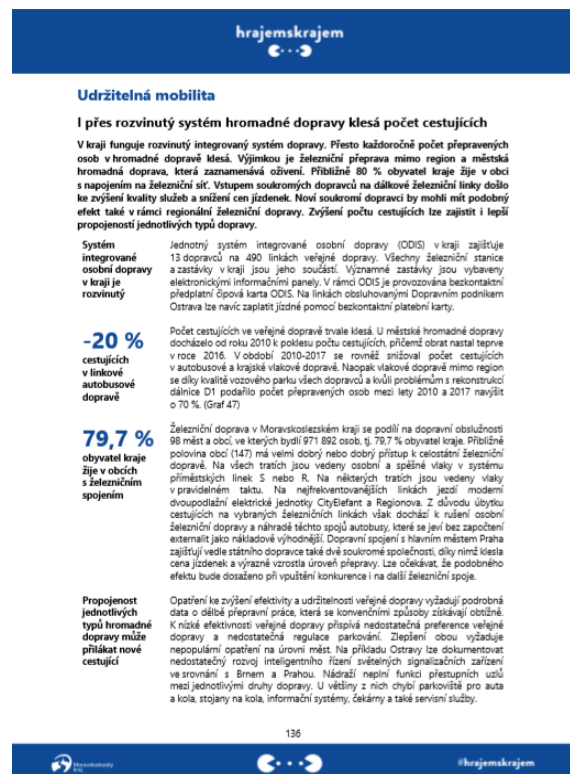 hrajemskrajem
Udržitelná mobilita
I přes rozvinutý systém hromadné dopravy klesá počet cestujících
V kraji funguje rozvinutý integrovaný systém dopravy. Přesto každoročně počet přepravených
osob v hromadné dopravě klesá. Výjimkou je železniční přeprava mimo region a městská
hromadná doprava, která zaznamenává oživení. Přibližně 80 % obyvatel kraje žije v obci
s napojením na železniční síť. Vstupem soukromých dopravců na dálkové železniční linky došlo
ke zvýšení kvality služeb a snížení cen jízdenek. Noví soukromí dopravci by mohli mít podobný
efekt také v rámci regionální železniční dopravy. Zvýšení počtu cestujících lze zajistit i lepší
propojeností jednotlivých typů dopravy.
Systém
integrované
osobní dopravy
v kraji je
rozvinutý
Jednotný systém integrované osobní dopravy (ODIS) v kraji zajišťuje
13 dopravců na 490 linkách veřejné dopravy. Všechny železniční stanice
a zastávky v kraji jsou jeho součástí. Významné zastávky jsou vybaveny
elektronickými informačními panely. V rámci ODIS je provozována bezkontaktní
předplatní čipová karta ODIS. Na linkách obsluhovaných Dopravním podnikem
Ostrava lze navíc zaplatit jízdné pomocí bezkontaktní platební karty.
-20 %
cestujících
v linkové
autobusové
dopravě
Počet cestujících ve veřejné dopravě trvale klesá. U městské hromadné dopravy
docházelo od roku 2010 k poklesu počtu cestujících, přičemž obrat nastal teprve
v roce 2016. V období 2010-2017 se rovněž snižoval počet cestujících
v autobusové a krajské vlakové dopravě. Naopak vlakové dopravě mimo region
se díky kvalitě vozového parku všech dopravců a kvůli problémům s rekonstrukcí
dálnice D1 podařilo počet přepravených osob mezi lety 2010 a 2017 navýšit
o 70 %. (Graf 47)
79,7 %
obyvatel kraje
žije v obcích
s železničním
spojením
Železniční doprava v Moravskoslezském kraji se podílí na dopravní obslužnosti
98 měst a obcí, ve kterých bydlí 971 892 osob, tj. 79,7 % obyvatel kraje. Přibližně
polovina obcí (147) má velmi dobrý nebo dobrý přístup k celostátní železniční
dopravě. Na všech tratích jsou vedeny osobní a spěšné vlaky v systému
příměstských linek S nebo R. Na některých tratích jsou vedeny vlaky
v pravidelném taktu. Na nejfrekventovanějších linkách jezdí moderní
dvoupodlažní elektrické jednotky CityElefant a Regionova. Z důvodu úbytku
cestujících na vybraných železničních linkách však dochází k rušení osobní
železniční dopravy a náhradě těchto spojů autobusy, které se jeví bez započtení
externalit jako nákladově výhodnější. Dopravní spojení s hlavním městem Praha
zajišťují vedle státního dopravce také dvě soukromé společnosti, díky nimž klesla
cena jízdenek a výrazně vzrostla úroveň přepravy. Lze očekávat, že podobného
efektu bude dosaženo při vpuštění konkurence i na další železniční spoje.
Propojenost
jednotlivých
typů hromadné
dopravy může
přilákat nové
cestující
Opatření ke zvýšení efektivity a udržitelnosti veřejné dopravy vyžadují podrobná
data o dělbě přepravní práce, která se konvenčními způsoby získávají obtížně.
K nízké efektivnosti veřejné dopravy přispívá nedostatečná preference veřejné
dopravy a nedostatečná regulace parkování. Zlepšení obou vyžaduje
nepopulární opatření na úrovni měst. Na příkladu Ostravy lze dokumentovat
nedostatečný rozvoj inteligentního řízení světelných signalizačních zařízení
ve srovnání s Brnem a Prahou. Nádraží neplní funkci přestupních uzlů
mezi jednotlivými druhy dopravy. U většiny z nich chybí parkoviště pro auta
a kola, stojany na kola, informační systémy, čekárny a také servisní služby.
136
Moravskoslezský
kraj
#hrajemskrajem